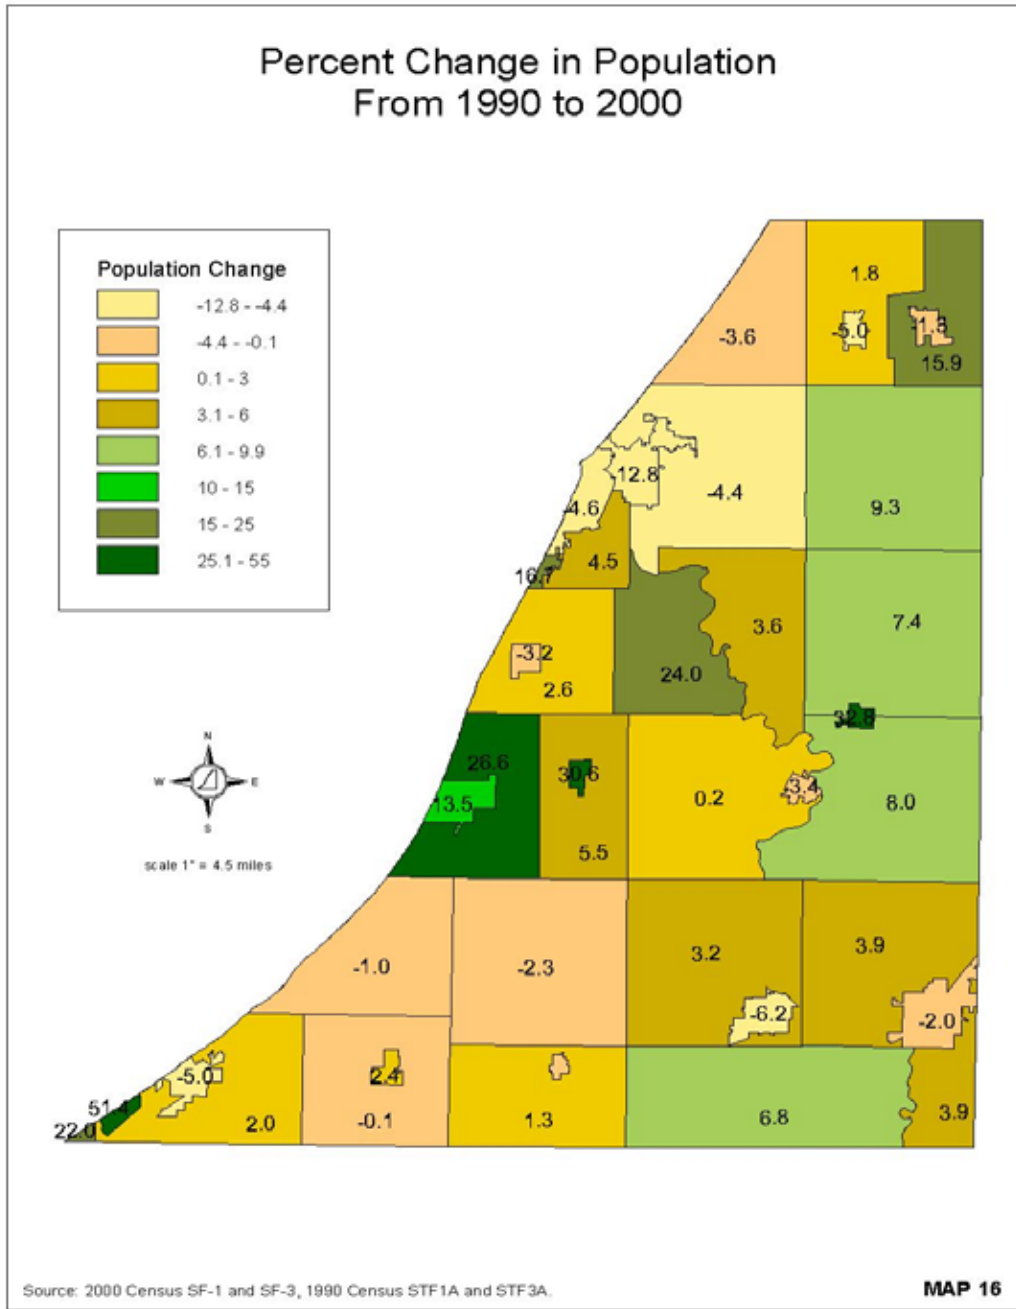 Percent Change in Population
From 1990 to 2000
Population Change
-12.8 - -4.4
-4.4 - -0.1
0.1 - 3
3.1 - 6
6.1 - 9.9
10 - 15
15 - 25
25.1 - 55
1.8
-3.6
-5.0
-1.3
15.9
12.8
-4.4
-4.6
9.3
4.5
16.7
3.6
7.4
-3.2
24.0
2.6
32.8
26.6
30.6
-3.4
13.5
0.2
8.0
5.5
N
W
E
S
scale 1" = 4.5 miles
-1.0
-2.3
3.2
3.9
-6.2
-2.0
-5.0
2.4
51.4
22.0
2.0
-0.1
1.3
6.8
3.9
Source: 2000 Census SF-1 and SF-3, 1990 Census STF1A and STF3A.
MAP 16